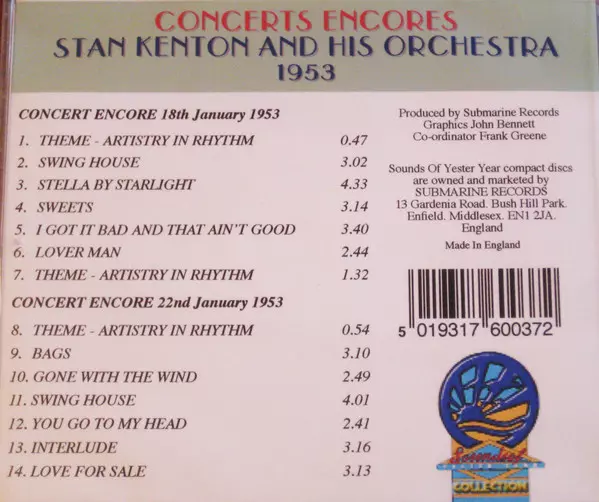 CONCERTS ENCORES
STAN KENTON AND HIS ORCHESTRA
1953
CONCERT ENCORE 18th January 1953
1. THEME - ARTISTRY IN RHYTHM 0.47
2. SWING HOUSE 3.02
3. STELLA BY STARLIGHT 4.33
4. SWEETS 3.14
5. I GOT IT BAD AND THAT AIN'T GOOD 3.40
6. LOVER MAN 2.44
7. THEME - ARTISTRY IN RHYTHM 1.32
CONCERT ENCORE 22nd January 1953
8. THEME - ARTISTRY IN RHYTHM 0.54
9. BAGS 3.10
10. GONE WITH THE WIND 2.49
11. SWING HOUSE 4.01
12. YOU GO TO MY HEAD 2.41
13. INTERLUDE 3.16
14. LOVE FOR SALE 3.13
Produced by Submarine Records
Graphics John Bennett
Co-ordinator Frank Greene
Sounds Of Yester Year compact discs
are owned and marketed by
SUBMARINE RECORDS
13 Gardenia Road. Bush Hill Park.
Enfield. Middlesex. EN1 2JA.
England
Made In England
5 019317 600372
Sounds of
YESTER YEAR
COLLECTION